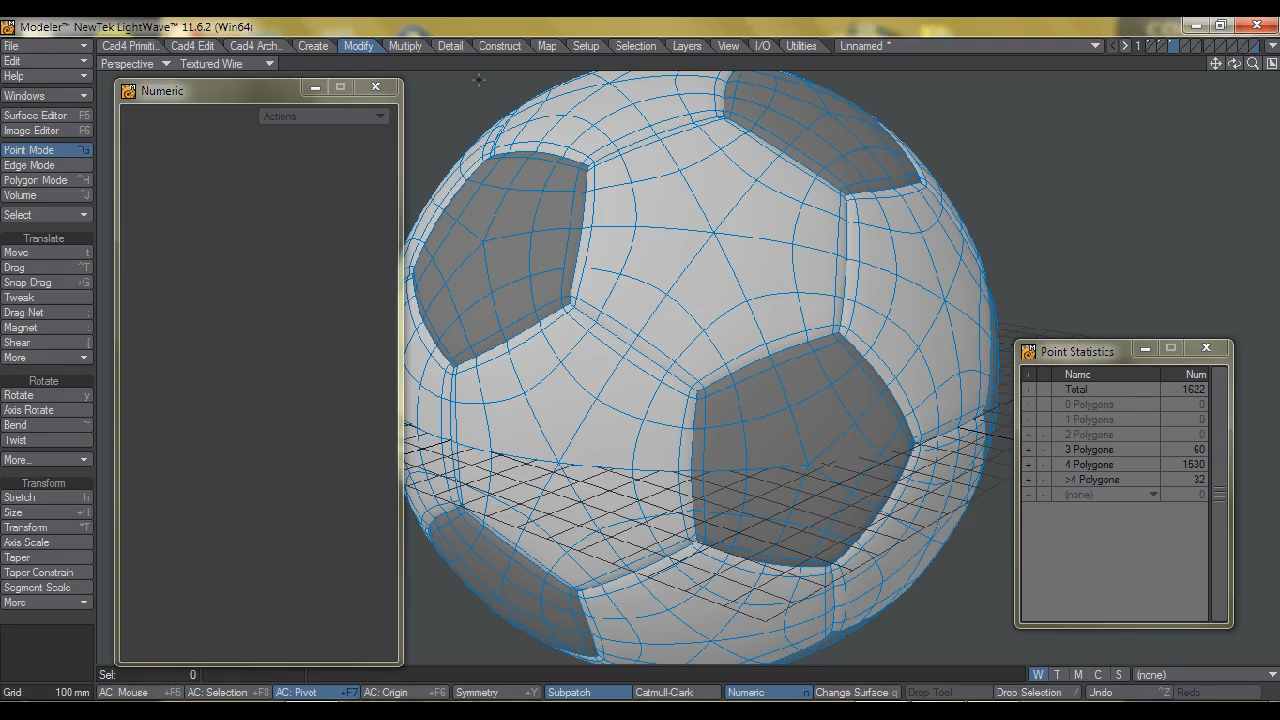 Modeler™ NewTek LightWave™ 11.6.2 (Win64)
File Cad4 Primiti... Cad4 Edit Cad4 Arch... Create Modify Multiply Detail Construct Map Setup Selection Layers View I/O Utilities Unnamed * 1
Edit Perspective Textured Wire
Help
Windows
Surface Editor F5
Image Editor F6
Point Mode ^G
Edge Mode
Polygon Mode ^H
Volume ^J
Select
Translate
Move t
Drag ^T
Snap Drag ↑G
Tweak
Drag Net ;
Magnet :
Shear [
More
Rotate
Rotate y
Axis Rotate
Bend ~
Twist
More...
Transform
Stretch h
Size ↑H
Transform ^T
Axis Scale
Taper
Taper Constrain
Segment Scale
More
Numeric
Actions
Point Statistics
Name Num
Total 1622
0 Polygons 0
1 Polygons 0
2 Polygons 0
3 Polygons 60
4 Polygons 1530
>4 Polygons 32
(none) 0
Sel: 0 W T M C S (none)
Grid 100 mm AC: Mouse +F5 AC: Selection +F8 AC: Pivot +F7 AC: Origin +F6 Symmetry +Y Subpatch Catmull-Clark Numeric n Change Surface q Drop Tool Drop Selection / Undo ^Z Redo